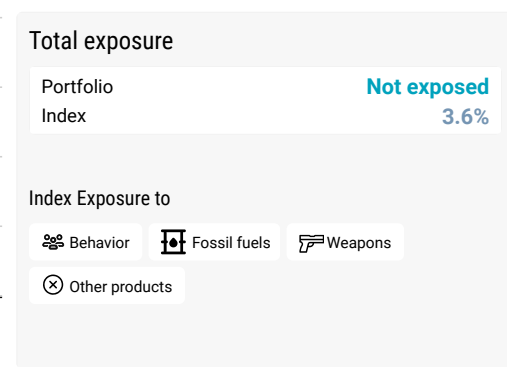 Total exposure
Portfolio Not exposed
Index 3.6%
Index Exposure to
Behavior Fossil fuels Weapons
Other products